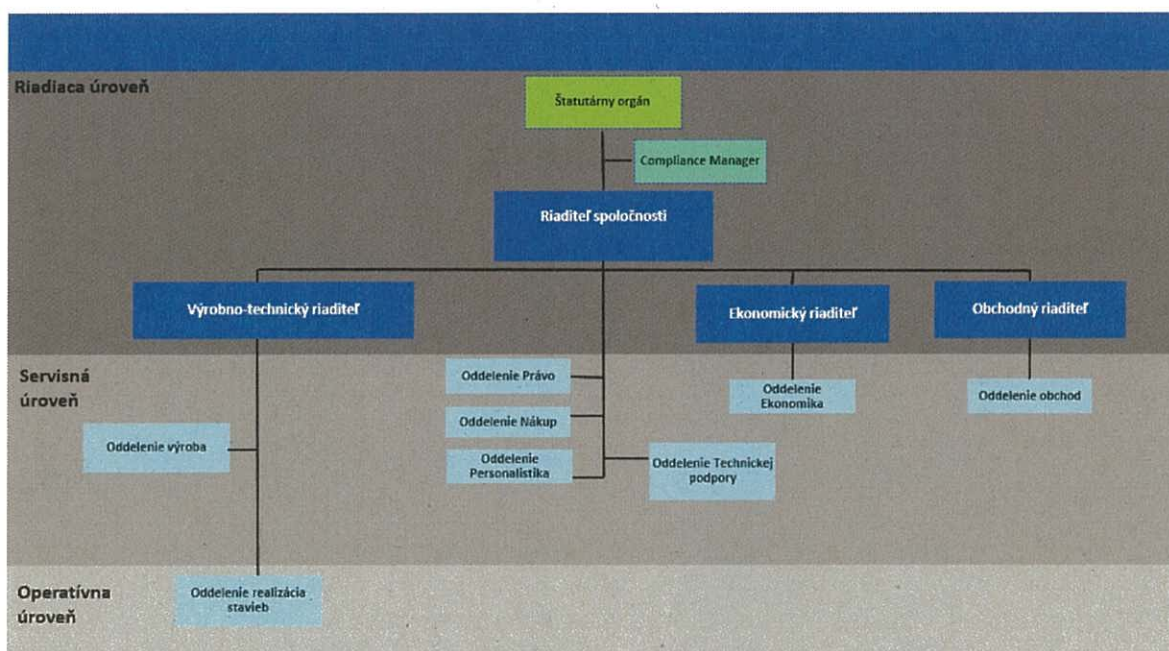 Riadiaca úroveň
Štatutárny orgán
Compliance Manager
Riaditeľ spoločnosti
Výrobno-technický riaditeľ
Ekonomický riaditeľ
Obchodný riaditeľ
Servisná
úroveň
Oddelenie Právo
Oddelenie Nákup
Oddelenie
Personalistika
Oddelenie Technickej
podpory
Oddelenie
Ekonomika
Oddelenie obchod
Oddelenie výroba
Operatívna
úroveň
Oddelenie realizácia
stavieb